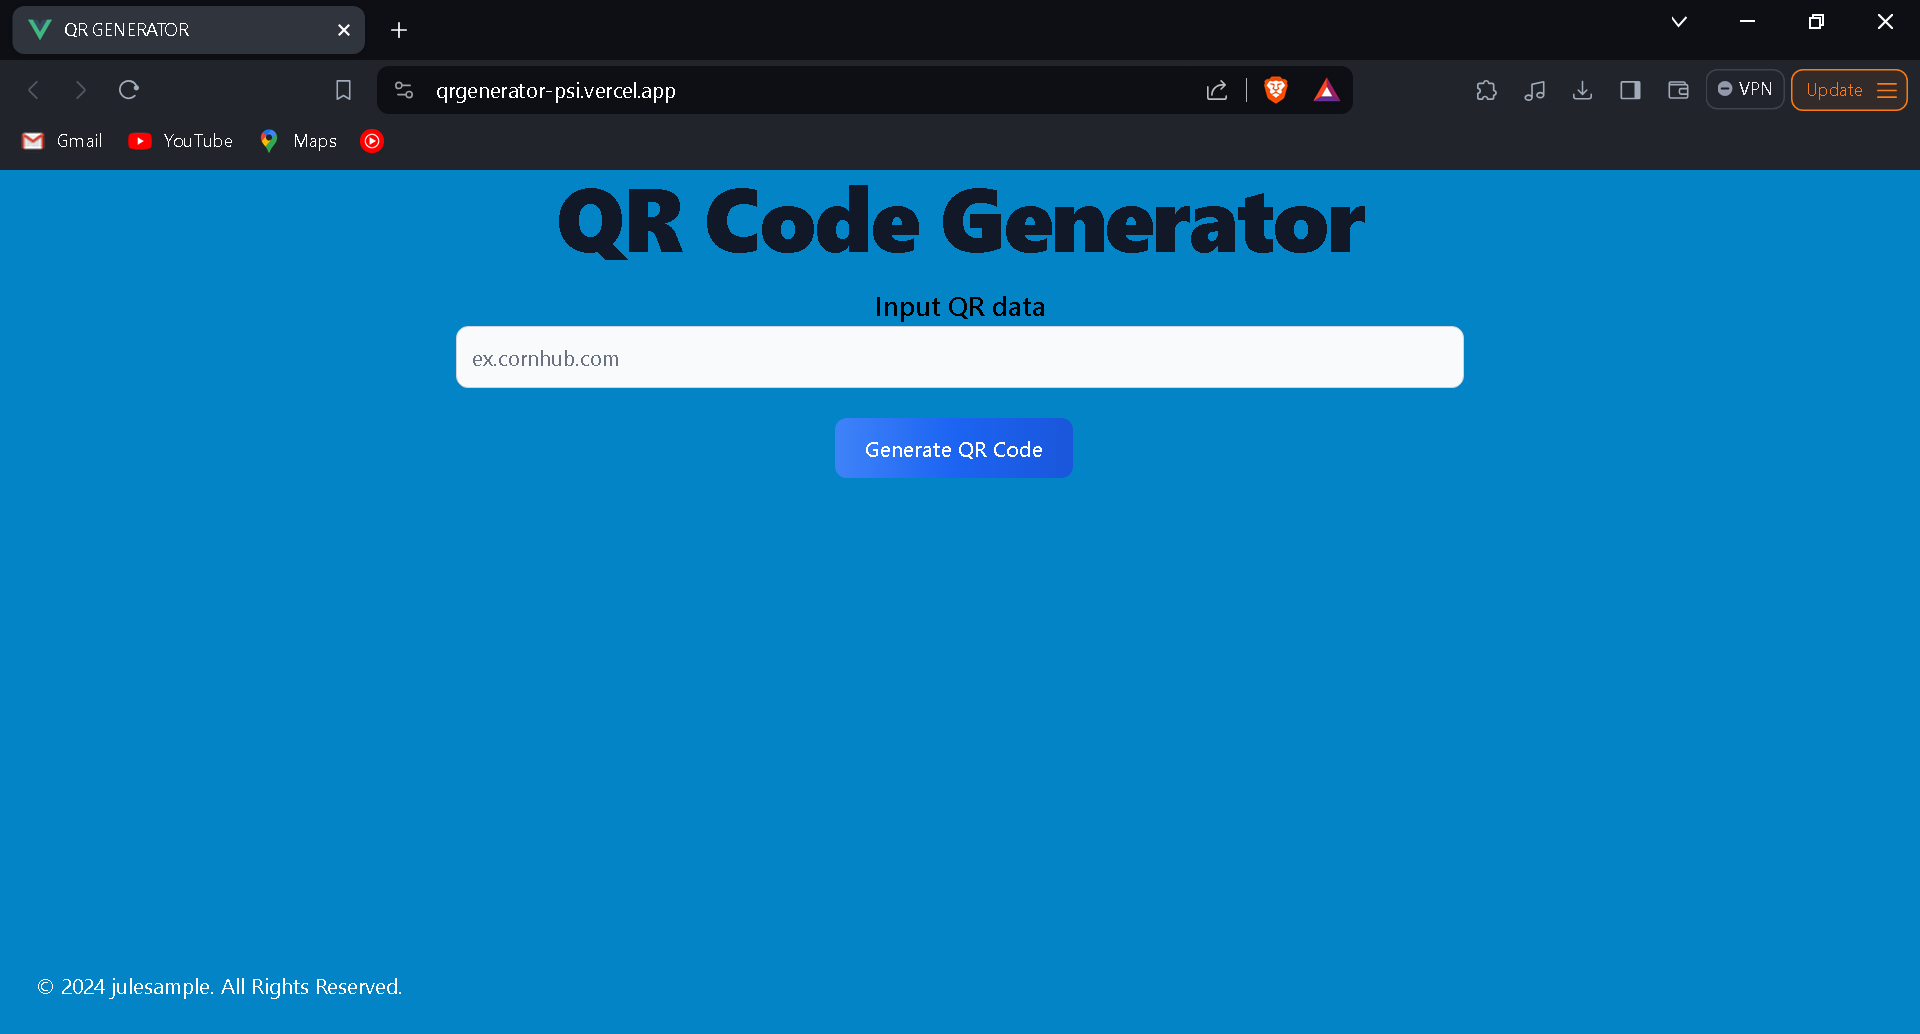 QR GENERATOR
qrgenerator-psi.vercel.app
VPN
Update
Gmail
YouTube
Maps
QR Code Generator
Input QR data
ex.cornhub.com
Generate QR Code
© 2024 julesample. All Rights Reserved.